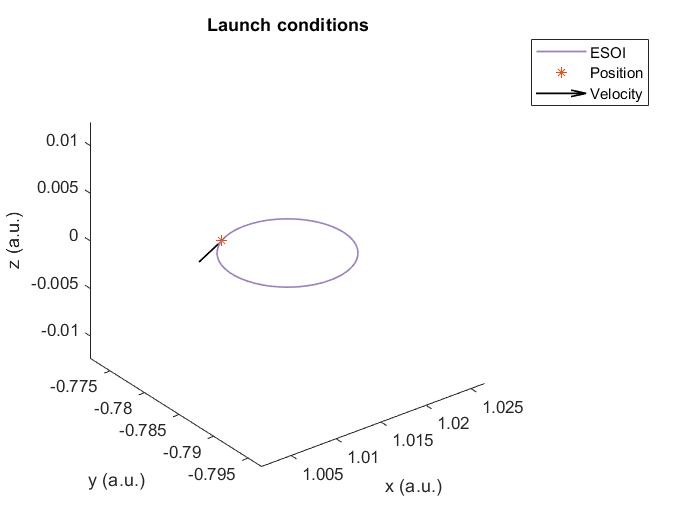 Launch conditions
ESOI
Position
Velocity
0.01
0.005
0
-0.005
-0.01
z (a.u.)
-0.775
-0.78
-0.785
-0.79
-0.795
y (a.u.)
1.005
1.01
1.015
1.02
1.025
x (a.u.)